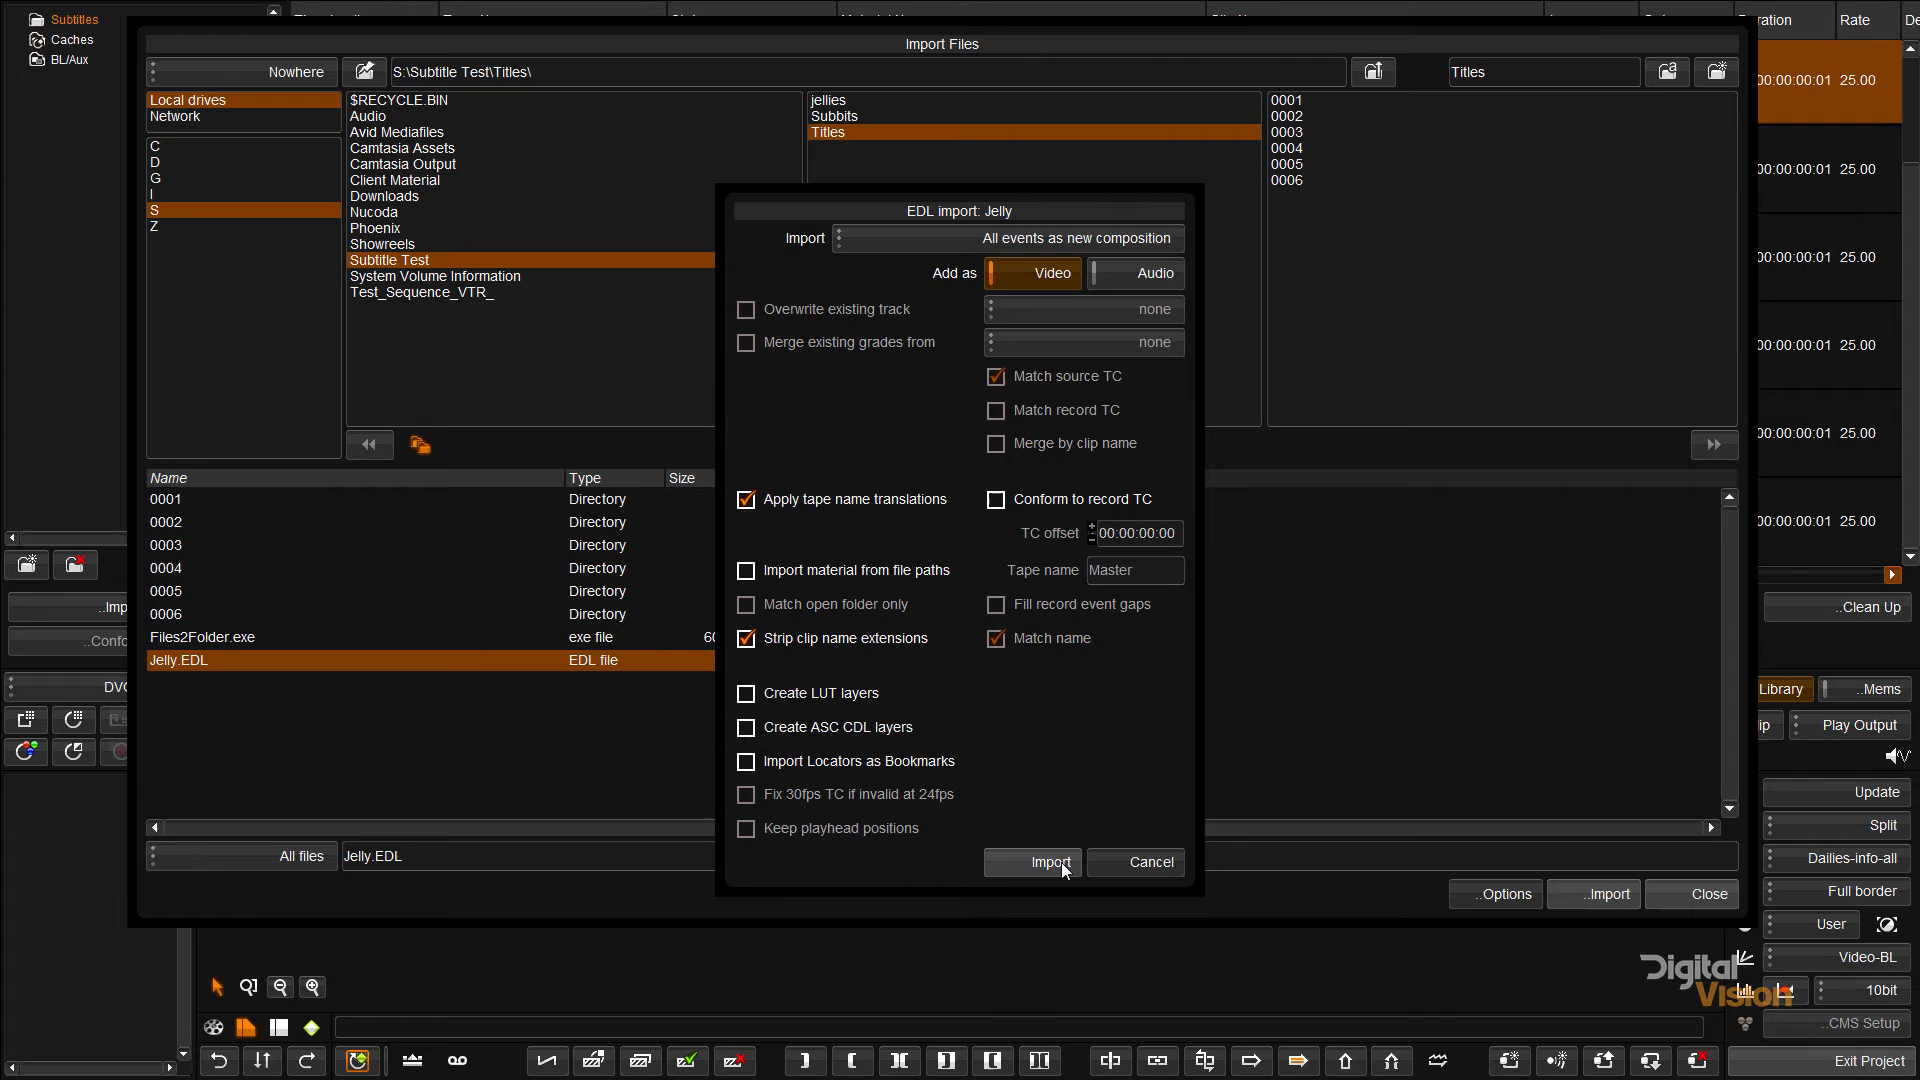 Subtitles
Caches
BL/Aux
Duration
Rate
De
Import Files
Nowhere
S:\Subtitle Test\Titles\
Titles
Local drives
Network
C
D
G
I
S
Z
$RECYCLE.BIN
Audio
Avid Mediafiles
Camtasia Assets
Camtasia Output
Client Material
Downloads
Nucoda
Phoenix
Showreels
Subtitle Test
System Volume Information
Test_Sequence_VTR_
jellies
Subbits
Titles
0001
0002
0003
0004
0005
0006
00:00:00:01 25.00
00:00:00:01 25.00
00:00:00:01 25.00
00:00:00:01 25.00
00:00:00:01 25.00
00:00:00:01 25.00
EDL import: Jelly
Import
All events as new composition
Add as
Video
Audio
Overwrite existing track
none
Merge existing grades from
none
Match source TC
Match record TC
Merge by clip name
Apply tape name translations
Conform to record TC
TC offset
00:00:00:00
Import material from file paths
Tape name
Master
Match open folder only
Fill record event gaps
Strip clip name extensions
Match name
Create LUT layers
Create ASC CDL layers
Import Locators as Bookmarks
Fix 30fps TC if invalid at 24fps
Keep playhead positions
Import
Cancel
Name
Type
Size
0001
Directory
0002
Directory
0003
Directory
0004
Directory
0005
Directory
0006
Directory
Files2Folder.exe
exe file
60
Jelly.EDL
EDL file
All files
Jelly.EDL
..Options
..Import
Close
..Imp
..Confo
DVO
..Clean Up
Library
..Mems
ip
Play Output
Update
Split
Dailies-info-all
Full border
User
Video-BL
10bit
..CMS Setup
Exit Project
Digital
Vision